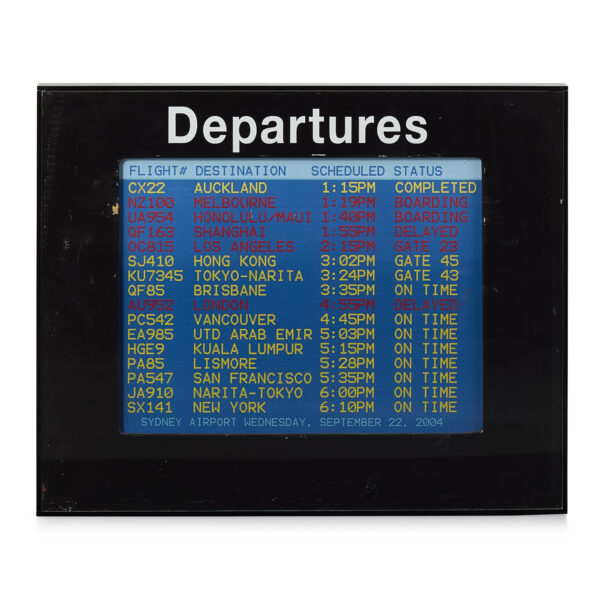 Departures
FLIGHT# DESTINATION SCHEDULED STATUS
CX22 AUCKLAND 1:15PM COMPLETED
NZ100 MELBOURNE 1:19PM BOARDING
UA954 HONOLULU/MAUI 1:40PM BOARDING
QF163 SHANGHAI 1:55PM DELAYED
OC815 LOS ANGELES 2:15PM GATE 23
SJ410 HONG KONG 3:02PM GATE 45
KU7345 TOKYO-NARITA 3:24PM GATE 43
QF85 BRISBANE 3:35PM ON TIME
AU952 LONDON 4:55PM DELAYED
PC542 VANCOUVER 4:45PM ON TIME
EA985 UTD ARAB EMIR 5:03PM ON TIME
HGE9 KUALA LUMPUR 5:15PM ON TIME
PA85 LISMORE 5:28PM ON TIME
PA547 SAN FRANCISCO 5:35PM ON TIME
JA910 NARITA-TOKYO 6:00PM ON TIME
SX141 NEW YORK 6:10PM ON TIME
SYDNEY AIRPORT WEDNESDAY, SEPTEMBER 22, 2004